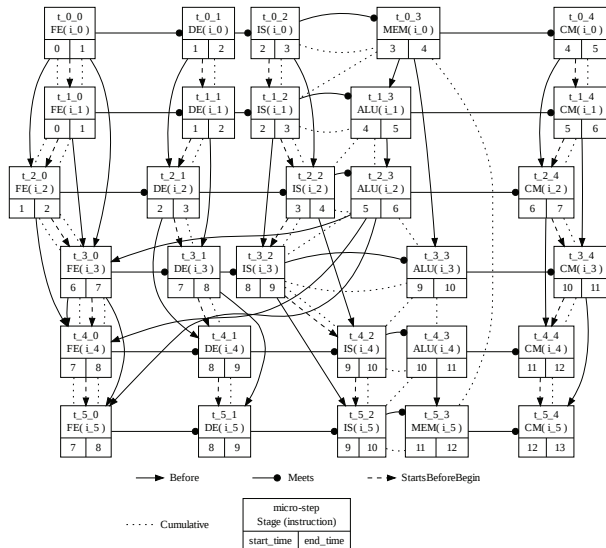 t_0_0 t_0_1 t_0_2 t_0_3 t_0_4
FE( i_0 ) DE( i_0 ) IS( i_0 ) MEM( i_0 ) CM( i_0 )
0 1 1 2 2 3 3 4 4 5
t_1_0 t_1_1 t_1_2 t_1_3 t_1_4
FE( i_1 ) DE( i_1 ) IS( i_1 ) ALU( i_1 ) CM( i_1 )
0 1 1 2 2 3 4 5 5 6
t_2_0 t_2_1 t_2_2 t_2_3 t_2_4
FE( i_2 ) DE( i_2 ) IS( i_2 ) ALU( i_2 ) CM( i_2 )
1 2 2 3 3 4 5 6 6 7
t_3_0 t_3_1 t_3_2 t_3_3 t_3_4
FE( i_3 ) DE( i_3 ) IS( i_3 ) ALU( i_3 ) CM( i_3 )
6 7 7 8 8 9 9 10 10 11
t_4_0 t_4_1 t_4_2 t_4_3 t_4_4
FE( i_4 ) DE( i_4 ) IS( i_4 ) ALU( i_4 ) CM( i_4 )
7 8 8 9 9 10 10 11 11 12
t_5_0 t_5_1 t_5_2 t_5_3 t_5_4
FE( i_5 ) DE( i_5 ) IS( i_5 ) MEM( i_5 ) CM( i_5 )
7 8 8 9 9 10 11 12 12 13
Before Meets StartsBeforeBegin
micro-step
Cumulative Stage (instruction)
start_time end_time